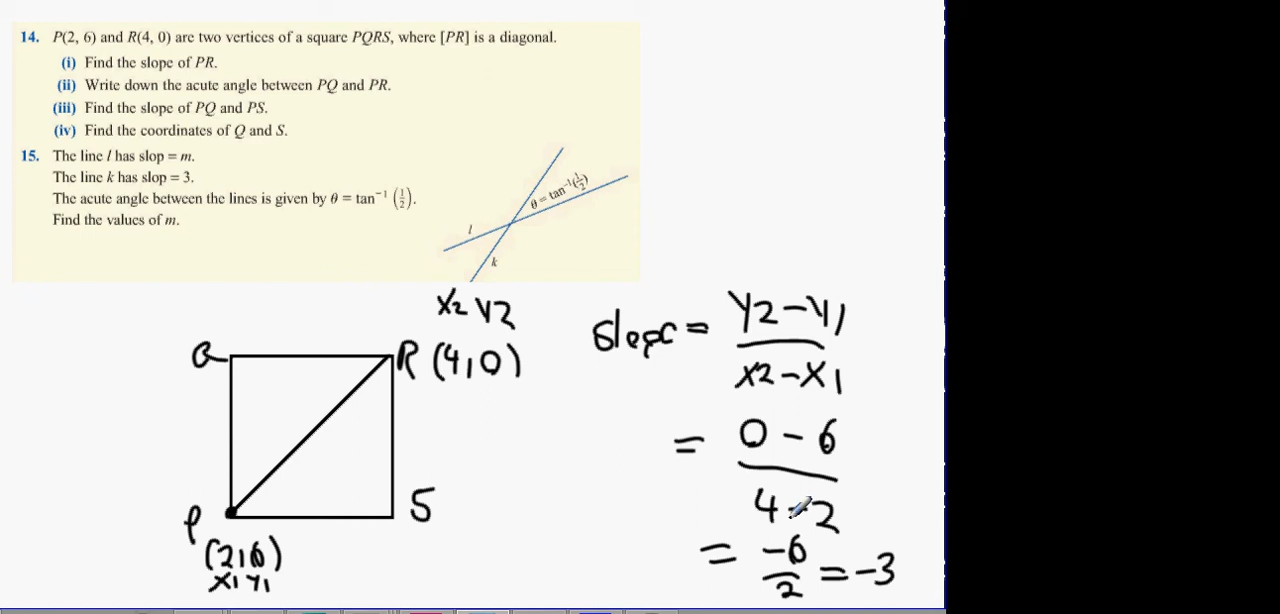 14. P(2, 6) and R(4, 0) are two vertices of a square PQRS, where [PR] is a diagonal.
(i) Find the slope of PR.
(ii) Write down the acute angle between PQ and PR.
(iii) Find the slope of PQ and PS.
(iv) Find the coordinates of Q and S.
15. The line l has slop = m.
The line k has slop = 3.
The acute angle between the lines is given by θ = tan⁻¹ (1/2).
Find the values of m.
θ = tan⁻¹(1/2)
l
k
x2 y2
Q
R (4,0)
S
P
(2,6)
x1 y1
Slope = y2-y1 / x2-x1
= 0-6 / 4-2
= -6/2 = -3